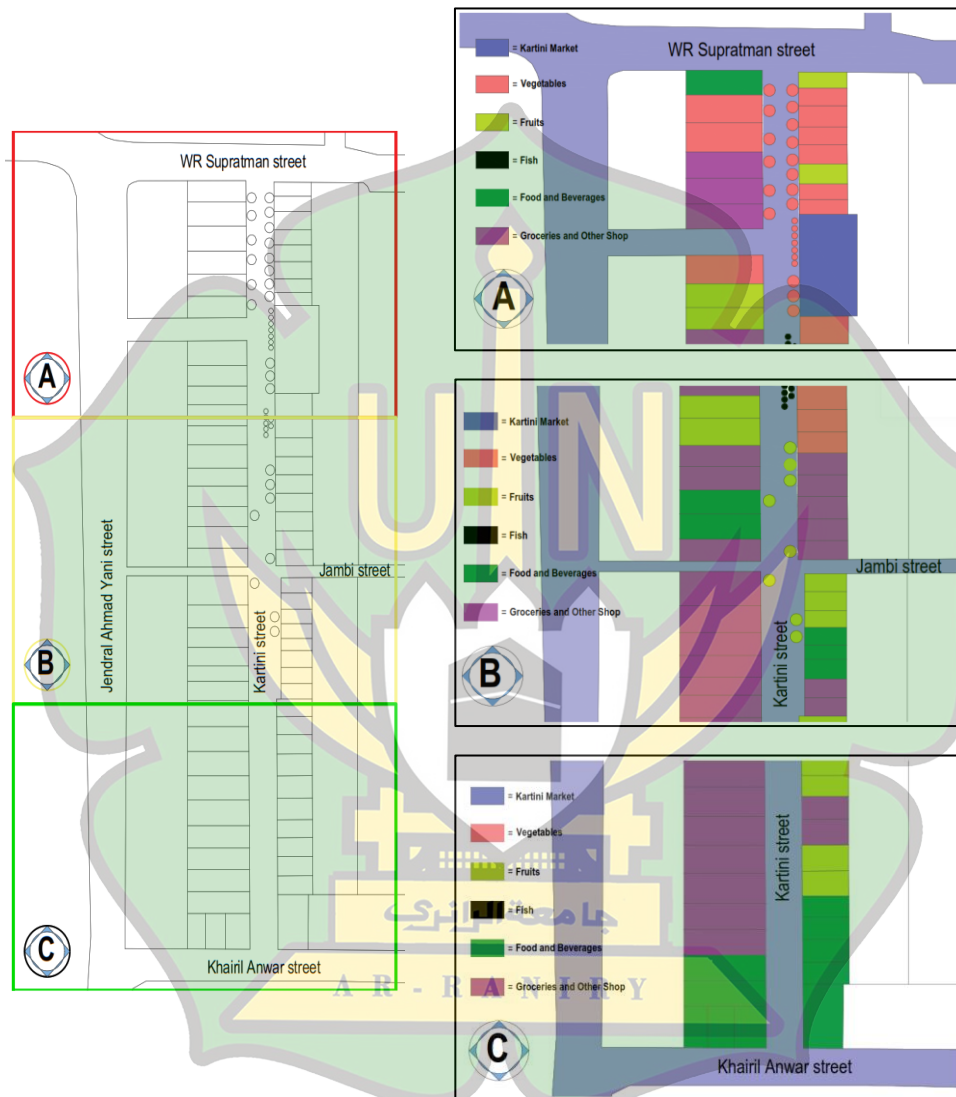 WR Supratman street
A
Jendral Ahmad Yani street
Kartini street
Jambi street
B
C
Khairil Anwar street
WR Supratman street
= Kartini Market
= Vegetables
= Fruits
= Fish
= Food and Beverages
= Groceries and Other Shop
A
= Kartini Market
= Vegetables
= Fruits
= Fish
= Food and Beverages
= Groceries and Other Shop
Jambi street
Kartini street
B
= Kartini Market
= Vegetables
= Fruits
= Fish
= Food and Beverages
= Groceries and Other Shop
Kartini street
C
Khairil Anwar street
UIN
جامعة الرانري
AR-RANIRY